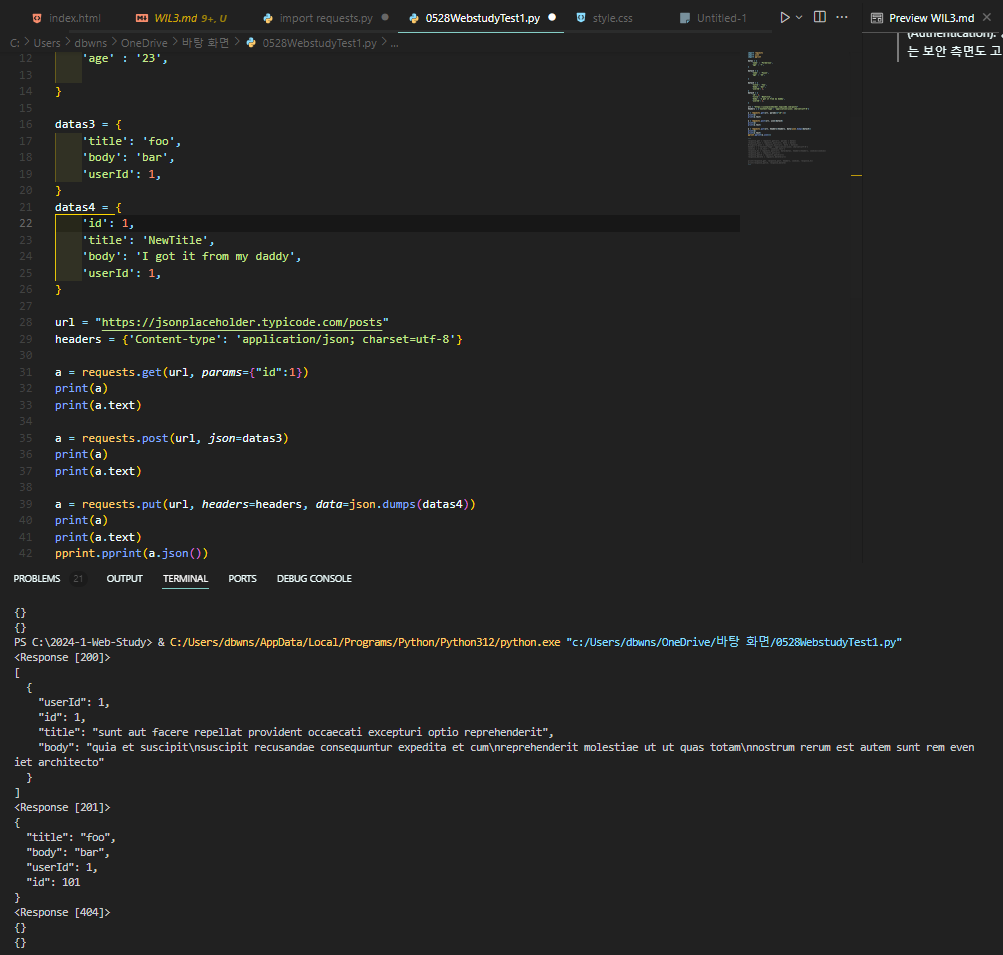 index.html
WIL3.md 9+, U
import requests.py
0528WebstudyTest1.py
style.css
Untitled-1
Preview WIL3.md
C: > Users > dbwns > OneDrive > 바탕 화면 > 0528WebstudyTest1.py > ...
(Authentication).
는 보안 측면도 고
12 'age' : '23',
13
14 }
15
16 datas3 = {
17 'title': 'foo',
18 'body': 'bar',
19 'userId': 1,
20 }
21 datas4 = {
22 'id': 1,
23 'title': 'NewTitle',
24 'body': 'I got it from my daddy',
25 'userId': 1,
26 }
27
28 url = "https://jsonplaceholder.typicode.com/posts"
29 headers = {'Content-type': 'application/json; charset=utf-8'}
30
31 a = requests.get(url, params={"id":1})
32 print(a)
33 print(a.text)
34
35 a = requests.post(url, json=datas3)
36 print(a)
37 print(a.text)
38
39 a = requests.put(url, headers=headers, data=json.dumps(datas4))
40 print(a)
41 print(a.text)
42 pprint.pprint(a.json())
PROBLEMS 21 OUTPUT TERMINAL PORTS DEBUG CONSOLE
{}
{}
PS C:\2024-1-Web-Study> & C:/Users/dbwns/AppData/Local/Programs/Python/Python312/python.exe "c:/Users/dbwns/OneDrive/바탕 화면/0528WebstudyTest1.py"
<Response [200]>
[
{
"userId": 1,
"id": 1,
"title": "sunt aut facere repellat provident occaecati excepturi optio reprehenderit",
"body": "quia et suscipit\nsuscipit recusandae consequuntur expedita et cum\nreprehenderit molestiae ut ut quas totam\nnostrum rerum est autem sunt rem even
iet architecto"
}
]
<Response [201]>
{
"title": "foo",
"body": "bar",
"userId": 1,
"id": 101
}
<Response [404]>
{}
{}